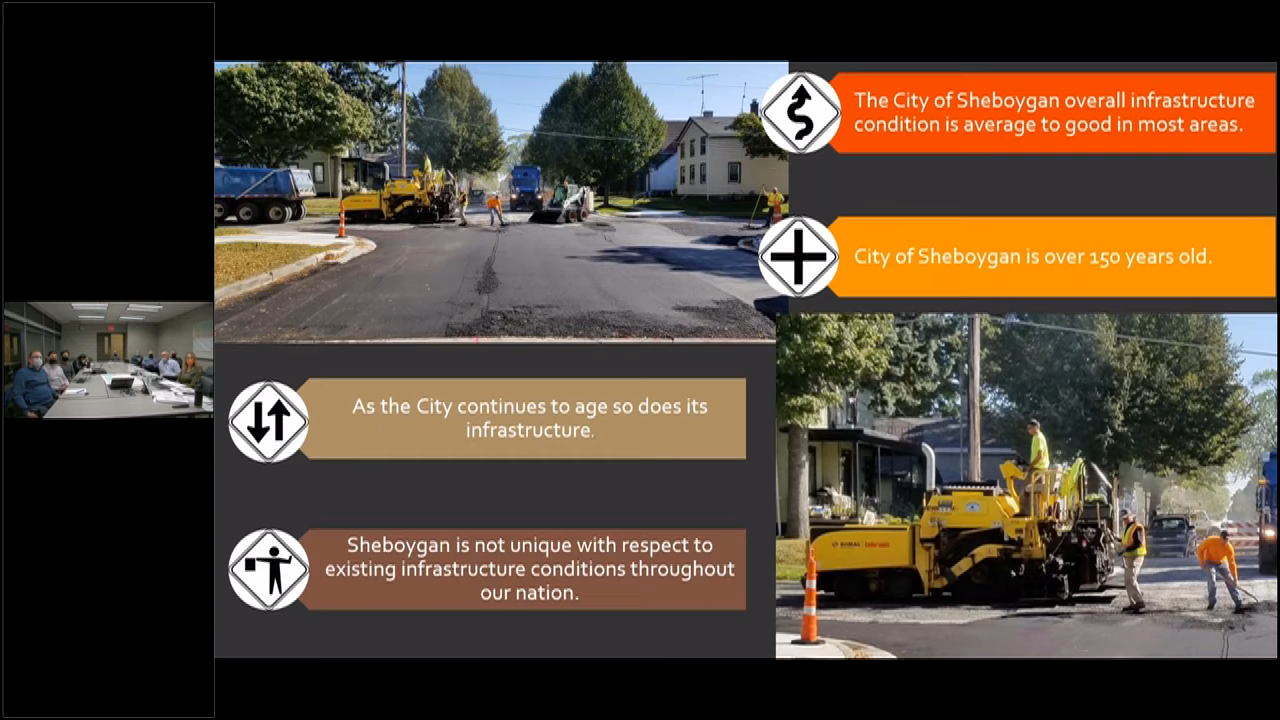 The City of Sheboygan overall infrastructure
condition is average to good in most areas.
City of Sheboygan is over 150 years old.
As the City continues to age so does its
infrastructure.
Sheboygan is not unique with respect to
existing infrastructure conditions throughout
our nation.